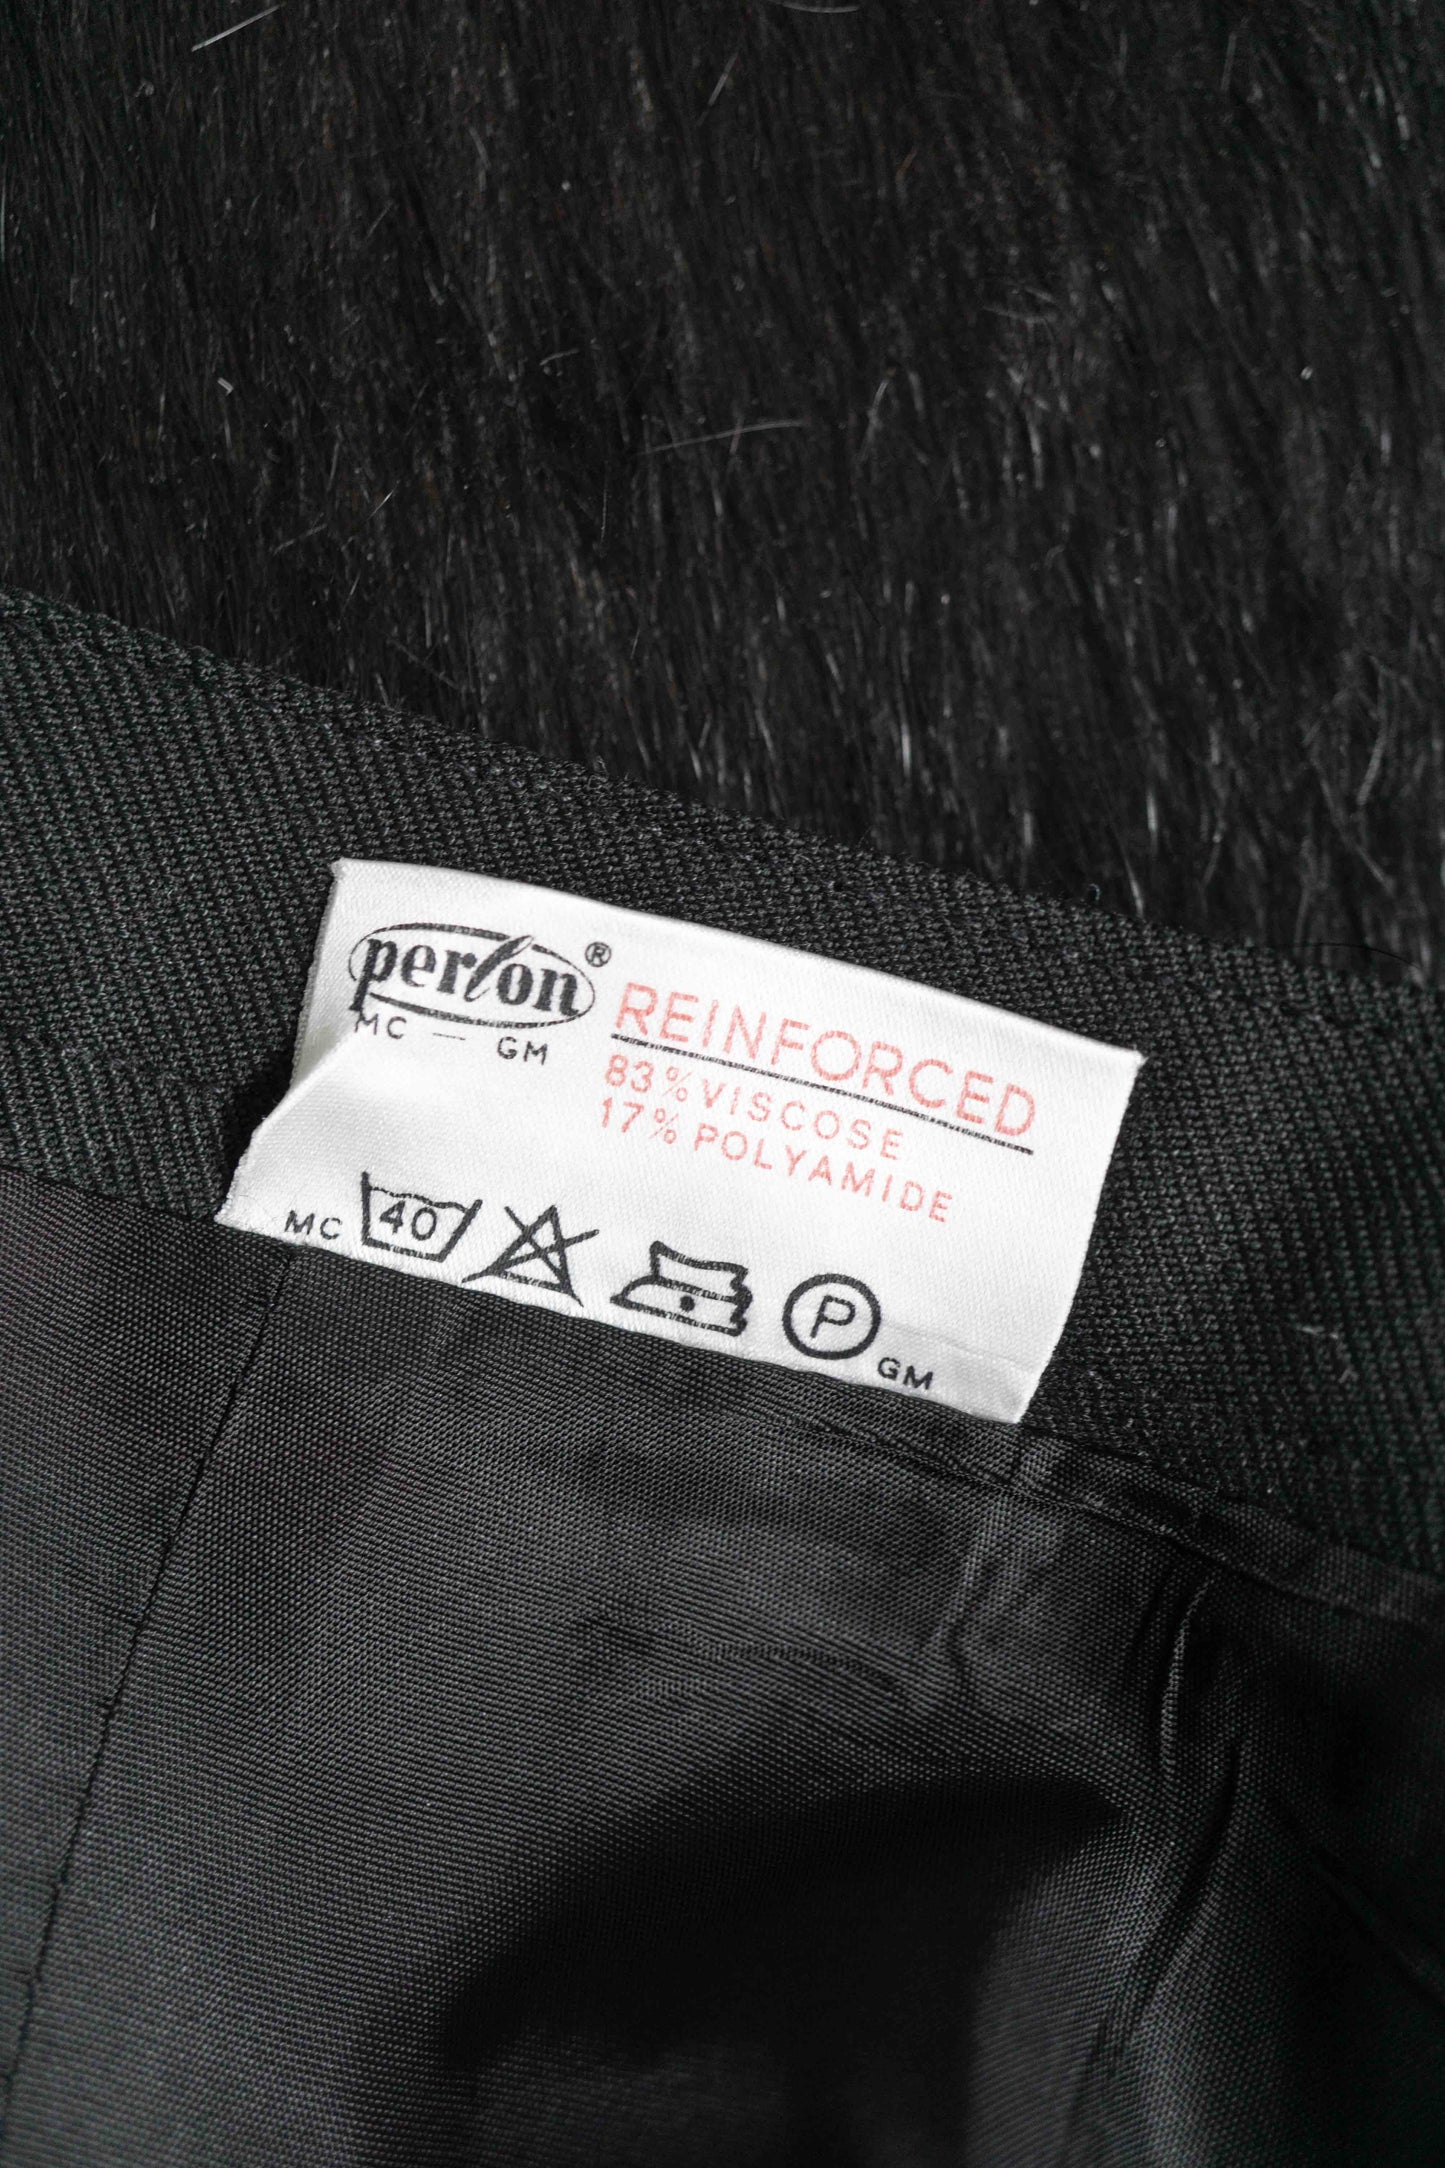 perlon®
MC — GM
REINFORCED
83% VISCOSE
17% POLYAMIDE
MC 40 P GM